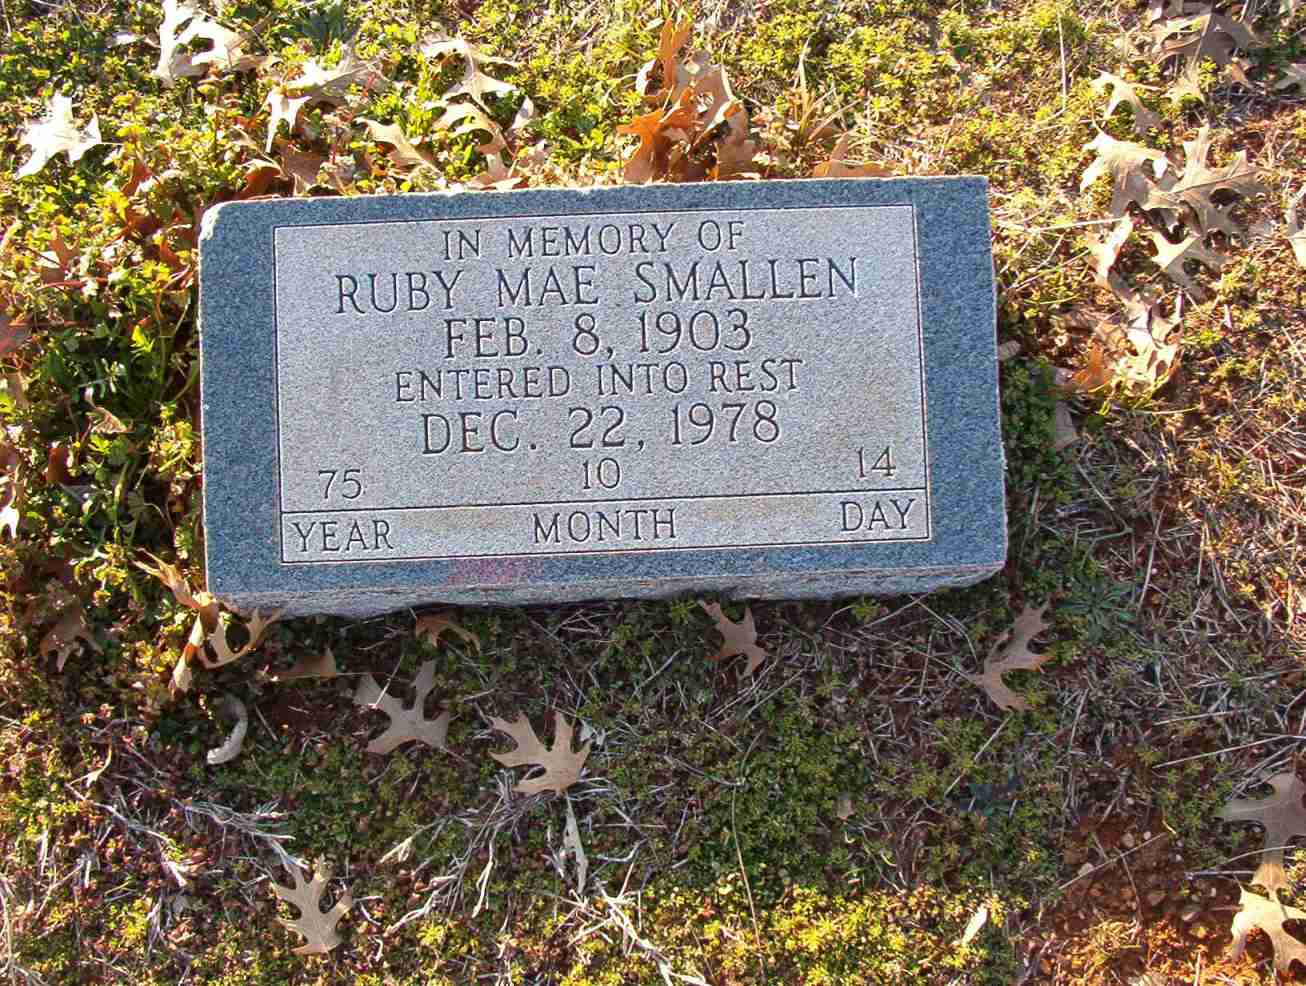 IN MEMORY OF
RUBY MAE SMALLEN
FEB. 8, 1903
ENTERED INTO REST
DEC. 22, 1978
75 10 14
YEAR MONTH DAY